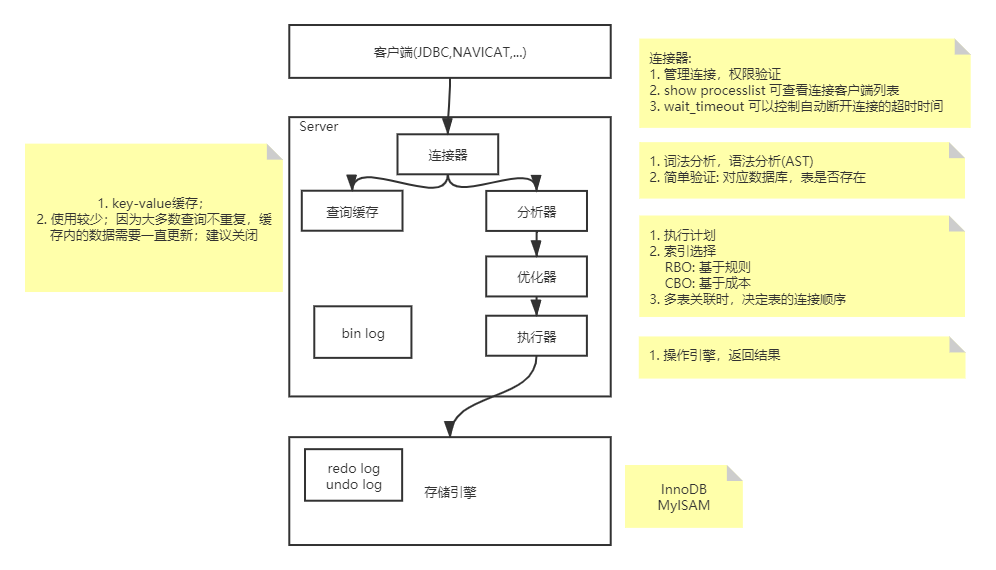 客户端(JDBC,NAVICAT,...)
连接器:
1. 管理连接，权限验证
2. show processlist 可查看连接客户端列表
3. wait_timeout 可以控制自动断开连接的超时时间
Server
连接器
1. key-value缓存；
2. 使用较少；因为大多数查询不重复，缓
存内的数据需要一直更新；建议关闭
查询缓存
分析器
1. 词法分析，语法分析(AST)
2. 简单验证: 对应数据库，表是否存在
优化器
1. 执行计划
2. 索引选择
RBO: 基于规则
CBO: 基于成本
3. 多表关联时，决定表的连接顺序
bin log
执行器
1. 操作引擎，返回结果
redo log
undo log
存储引擎
InnoDB
MyISAM